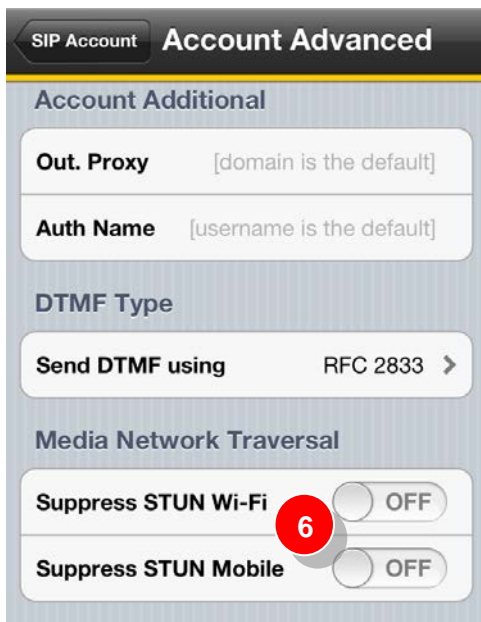 SIP Account Account Advanced
Account Additional
Out. Proxy [domain is the default]
Auth Name [username is the default]
DTMF Type
Send DTMF using RFC 2833 >
Media Network Traversal
Suppress STUN Wi-Fi OFF
6
Suppress STUN Mobile OFF